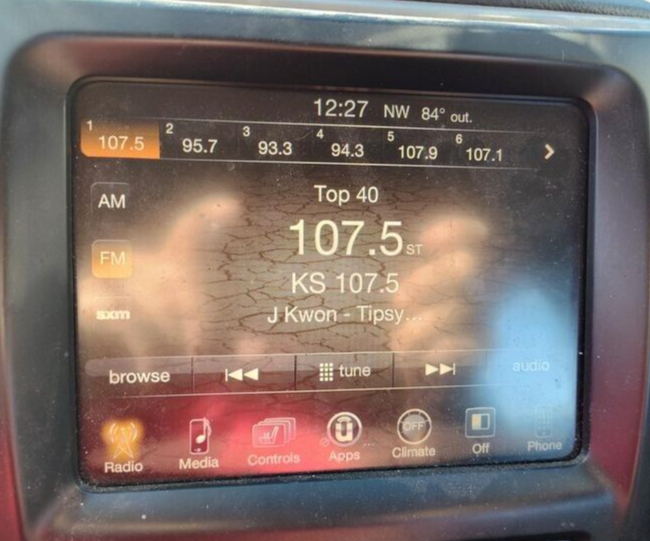 12:27 NW 84° out.
1 107.5 2 95.7 3 93.3 4 94.3 5 107.9 6 107.1
AM
Top 40
107.5 ST
FM
KS 107.5
sxm
J Kwon - Tipsy...
browse tune audio
OFF
Radio Media Controls Apps Climate Off Phone